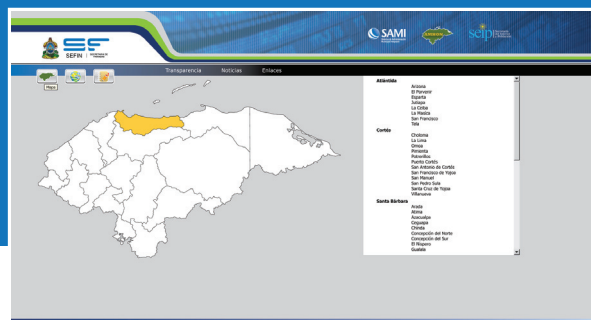 SEFIN
SAMI
SEIP
Transparencia Noticias Enlaces
Mapa
Atlántida
Arizona
El Porvenir
Esparta
Jutiapa
La Ceiba
La Masica
San Francisco
Tela
Cortés
Choloma
La Lima
Omoa
Pimienta
Potrerillos
Puerto Cortés
San Antonio de Cortés
San Francisco de Yojoa
San Manuel
San Pedro Sula
Santa Cruz de Yojoa
Villanueva
Santa Bárbara
Arada
Atima
Azacualpa
Ceguaca
Chinda
Concepción del Norte
Concepción del Sur
El Níspero
Gualala